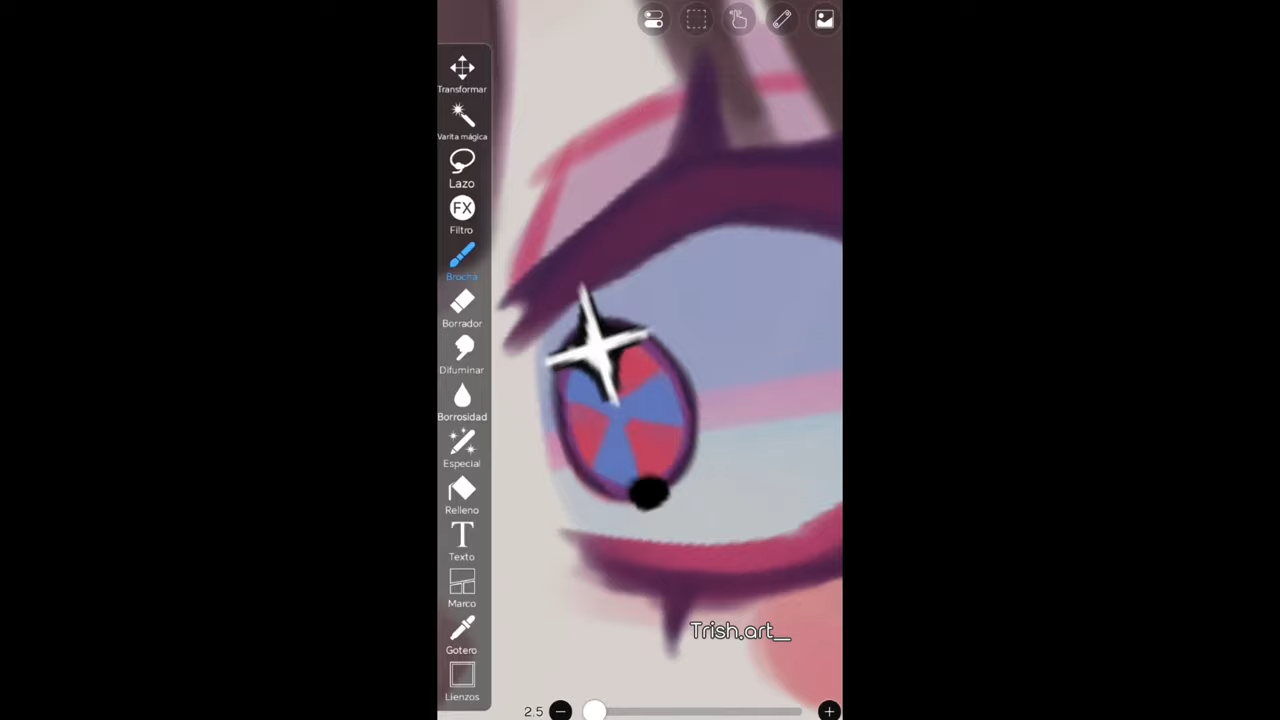 Transformar
Varita mágica
Lazo
FX
Filtro
Brocha
Borrador
Difuminar
Borrosidad
Especial
Relleno
T
Texto
Marco
Gotero
Lienzos
Trish.art_
2.5